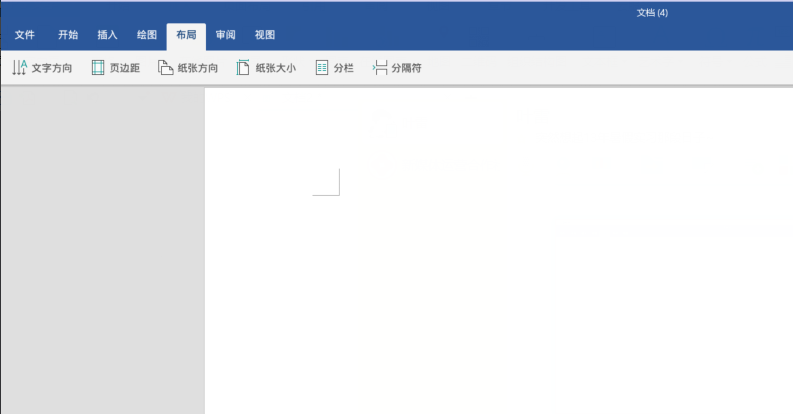 文档 (4)
文件 开始 插入 绘图 布局 审阅 视图
文字方向 页边距 纸张方向 纸张大小 分栏 分隔符